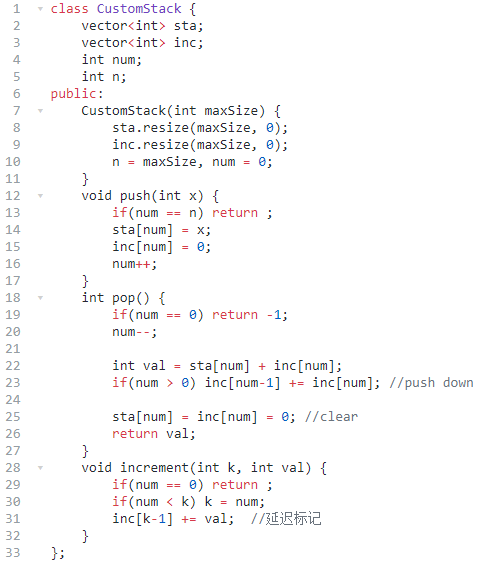 1 class CustomStack {
2     vector<int> sta;
3     vector<int> inc;
4     int num;
5     int n;
6 public:
7     CustomStack(int maxSize) {
8         sta.resize(maxSize, 0);
9         inc.resize(maxSize, 0);
10         n = maxSize, num = 0;
11     }
12     void push(int x) {
13         if(num == n) return ;
14         sta[num] = x;
15         inc[num] = 0;
16         num++;
17     }
18     int pop() {
19         if(num == 0) return -1;
20         num--;
21
22         int val = sta[num] + inc[num];
23         if(num > 0) inc[num-1] += inc[num]; //push down
24
25         sta[num] = inc[num] = 0; //clear
26         return val;
27     }
28     void increment(int k, int val) {
29         if(num == 0) return ;
30         if(num < k) k = num;
31         inc[k-1] += val;  //延迟标记
32     }
33 };